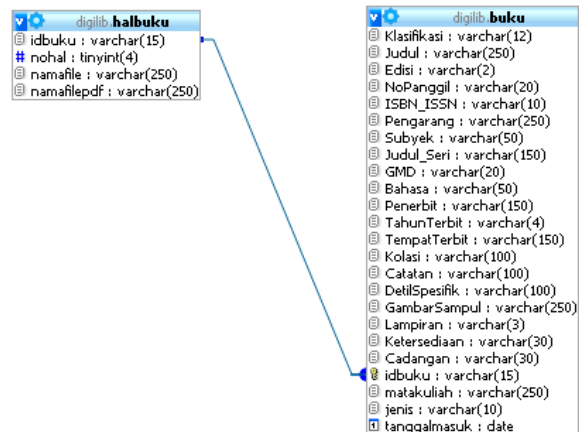 digilib.halbuku
idbuku : varchar(15)
# nohal : tinyint(4)
namafile : varchar(250)
namafilepdf : varchar(250)
digilib.buku
Klasifikasi : varchar(12)
Judul : varchar(250)
Edisi : varchar(2)
NoPanggil : varchar(20)
ISBN_ISSN : varchar(10)
Pengarang : varchar(250)
Subyek : varchar(50)
Judul_Seri : varchar(150)
GMD : varchar(20)
Bahasa : varchar(50)
Penerbit : varchar(150)
TahunTerbit : varchar(4)
TempatTerbit : varchar(150)
Kolasi : varchar(100)
Catatan : varchar(100)
DetilSpesifik : varchar(100)
GambarSampul : varchar(250)
Lampiran : varchar(3)
Ketersediaan : varchar(30)
Cadangan : varchar(30)
idbuku : varchar(15)
matakuliah : varchar(250)
jenis : varchar(10)
tanggalmasuk : date